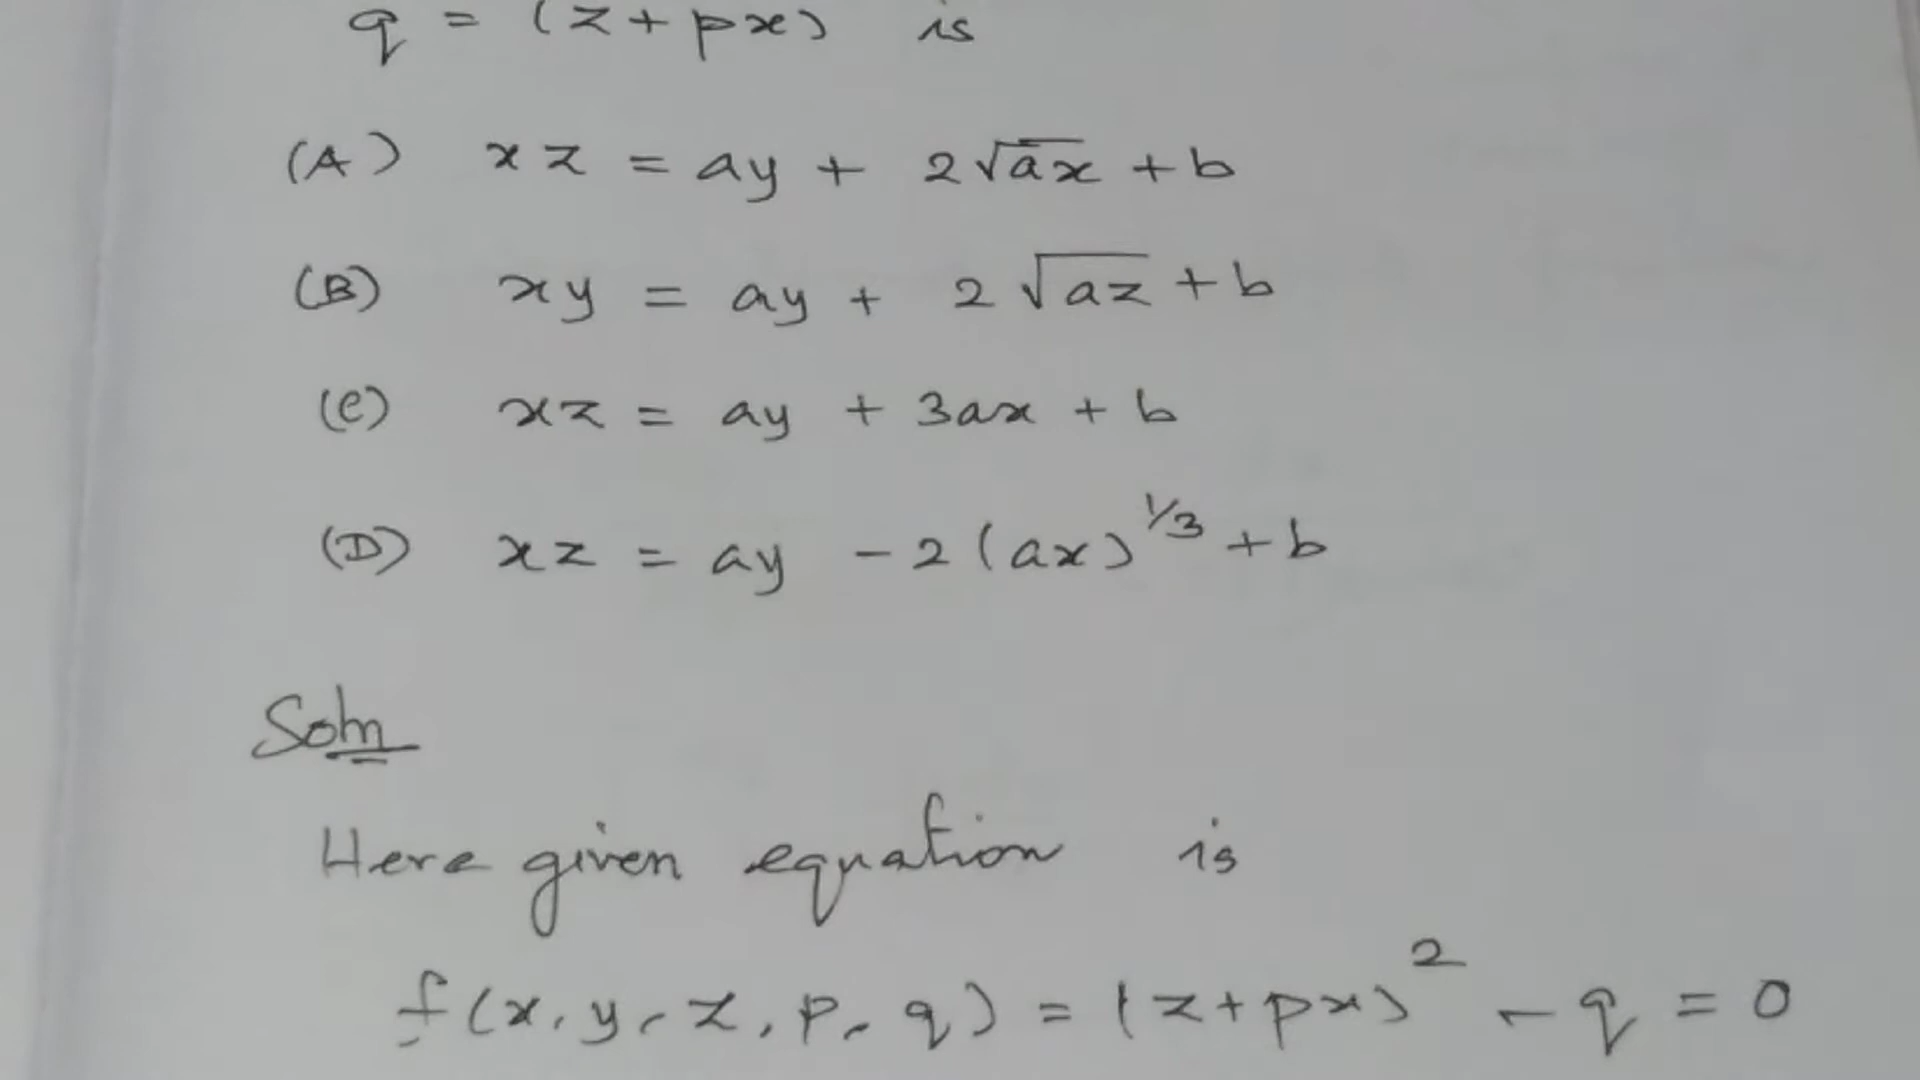 q = (z + px) is
(A) xz = ay + 2√ax + b
(B) xy = ay + 2√az + b
(C) xz = ay + 3ax + b
(D) xz = ay - 2(ax)^1/3 + b
Soln
Here given equation is
f(x, y, z, p, q) = (z+px)² - q = 0